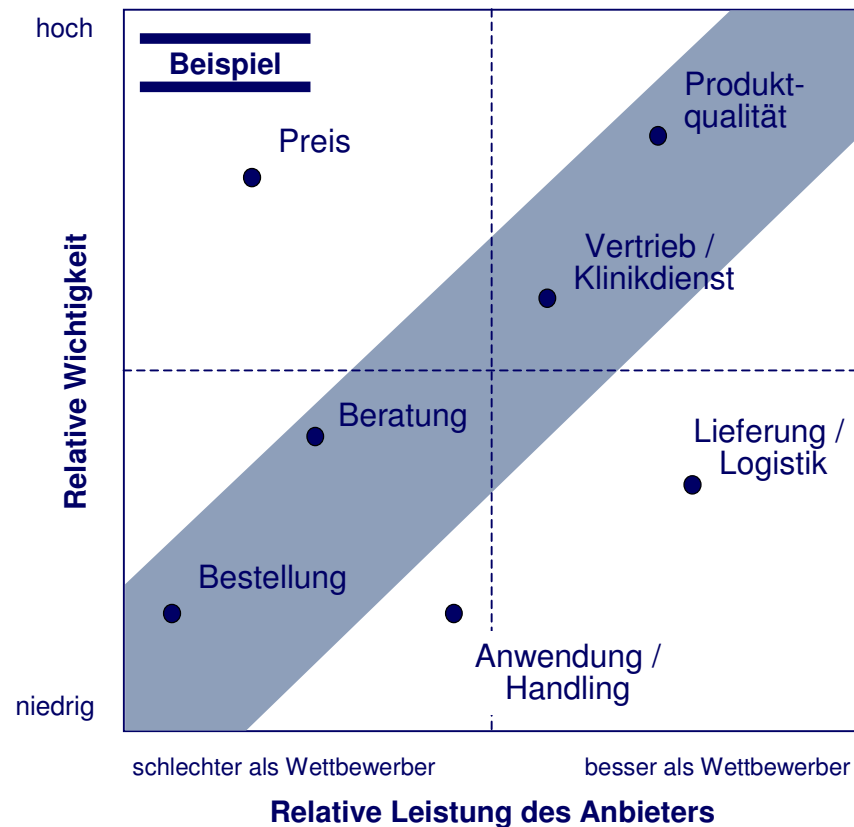 hoch
Beispiel
Produkt-
qualität
Preis
Vertrieb /
Klinikdienst
Relative Wichtigkeit
Beratung
Lieferung /
Logistik
Bestellung
Anwendung /
Handling
niedrig
schlechter als Wettbewerber
besser als Wettbewerber
Relative Leistung des Anbieters